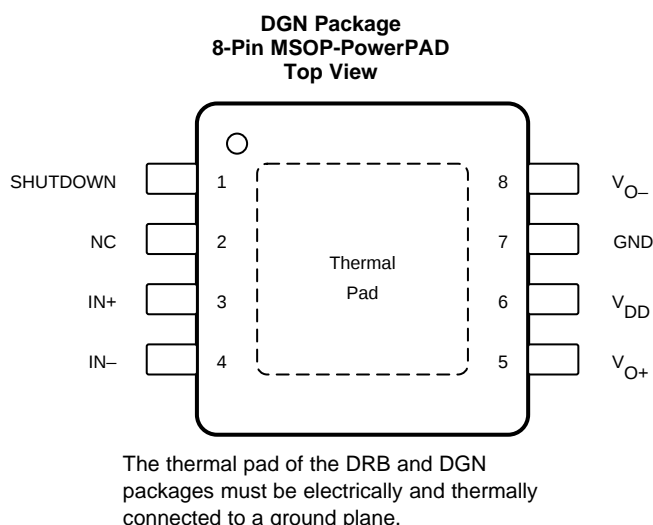 DGN Package
8-Pin MSOP-PowerPAD
Top View
SHUTDOWN 1 8 VO–
NC 2 7 GND
Thermal
Pad
IN+ 3 6 VDD
IN– 4 5 VO+
The thermal pad of the DRB and DGN
packages must be electrically and thermally
connected to a ground plane.